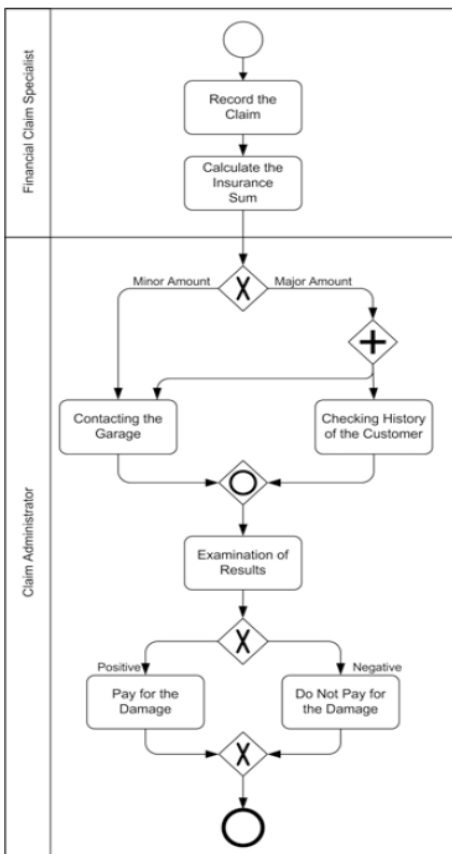 Financial Claim Specialist
Record the
Claim
Calculate the
Insurance
Sum
Claim Administrator
Minor Amount
X
Major Amount
Contacting the
Garage
Checking History
of the Customer
Examination of
Results
X
Positive
Negative
Pay for the
Damage
Do Not Pay for
the Damage
X